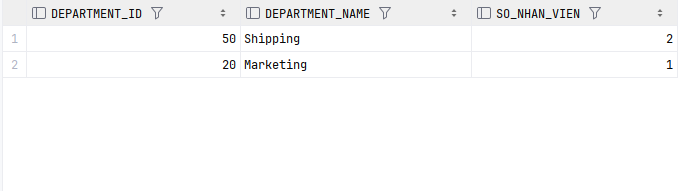 DEPARTMENT_ID DEPARTMENT_NAME SO_NHAN_VIEN
1 50 Shipping 2
2 20 Marketing 1